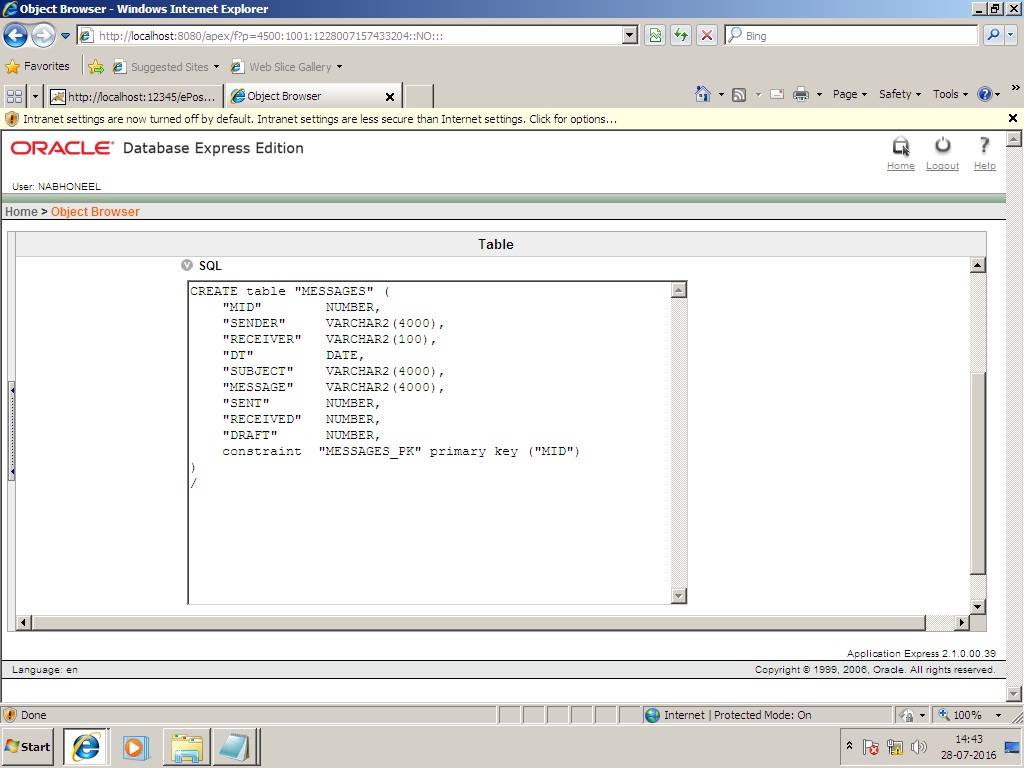 Object Browser - Windows Internet Explorer
http://localhost:8080/apex/f?p=4500:1001:1228007157433204::NO:::
Bing
Favorites Suggested Sites Web Slice Gallery
http://localhost:12345/ePos... Object Browser
Page Safety Tools
Intranet settings are now turned off by default. Intranet settings are less secure than Internet settings. Click for options...
ORACLE Database Express Edition
Home Logout Help
User: NABHONEEL
Home > Object Browser
Table
SQL
CREATE table "MESSAGES" (
"MID" NUMBER,
"SENDER" VARCHAR2(4000),
"RECEIVER" VARCHAR2(100),
"DT" DATE,
"SUBJECT" VARCHAR2(4000),
"MESSAGE" VARCHAR2(4000),
"SENT" NUMBER,
"RECEIVED" NUMBER,
"DRAFT" NUMBER,
constraint "MESSAGES_PK" primary key ("MID")
)
/
Application Express 2.1.0.00.39
Language: en Copyright © 1999, 2006, Oracle. All rights reserved.
Done Internet | Protected Mode: On 100%
Start 14:43
28-07-2016